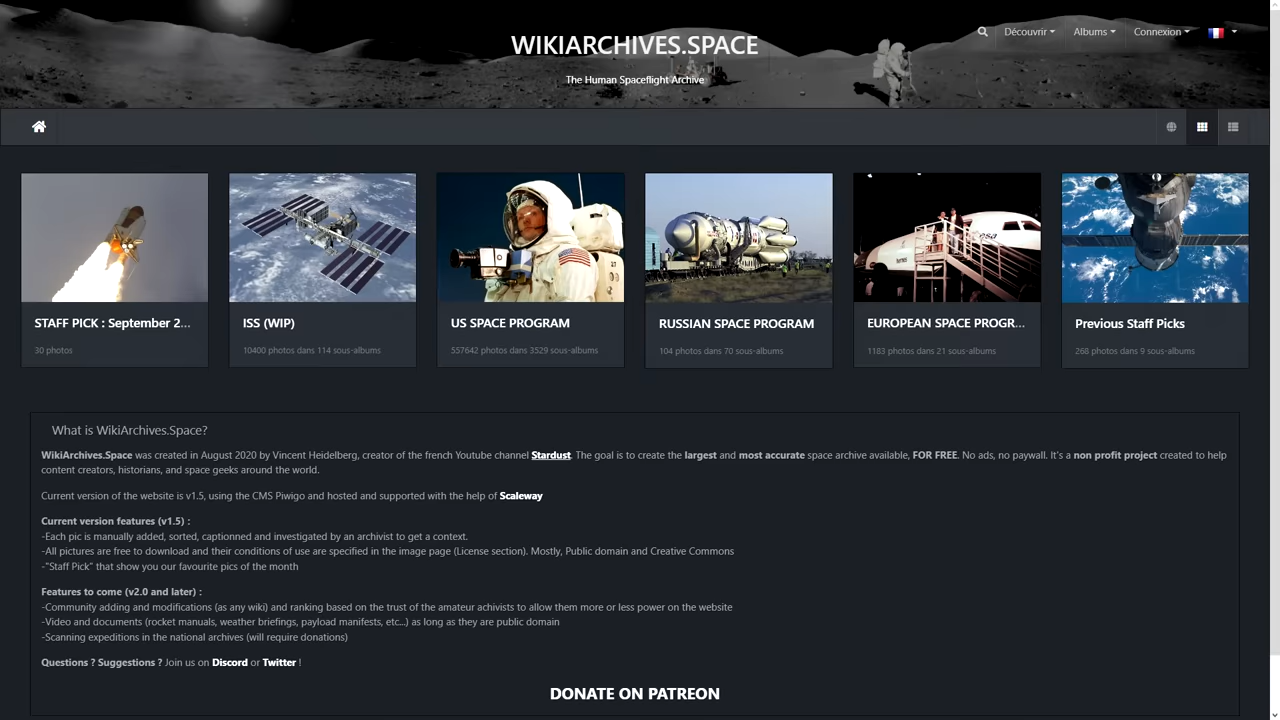 WIKIARCHIVES.SPACE
The Human Spaceflight Archive
Découvrir
Albums
Connexion
STAFF PICK : September 2...
30 photos
ISS (WIP)
10400 photos dans 114 sous-albums
US SPACE PROGRAM
557642 photos dans 3529 sous-albums
RUSSIAN SPACE PROGRAM
104 photos dans 70 sous-albums
EUROPEAN SPACE PROGR...
1183 photos dans 21 sous-albums
Previous Staff Picks
268 photos dans 9 sous-albums
What is WikiArchives.Space?
WikiArchives.Space was created in August 2020 by Vincent Heidelberg, creator of the french Youtube channel Stardust. The goal is to create the largest and most accurate space archive available, FOR FREE. No ads, no paywall. It's a non profit project created to help
content creators, historians, and space geeks around the world.
Current version of the website is v1.5, using the CMS Piwigo and hosted and supported with the help of Scaleway
Current version features (v1.5) :
-Each pic is manually added, sorted, captionned and investigated by an archivist to get a context.
-All pictures are free to download and their conditions of use are specified in the image page (License section). Mostly, Public domain and Creative Commons
-"Staff Pick" that show you our favourite pics of the month
Features to come (v2.0 and later) :
-Community adding and modifications (as any wiki) and ranking based on the trust of the amateur achivists to allow them more or less power on the website
-Video and documents (rocket manuals, weather briefings, payload manifests, etc...) as long as they are public domain
-Scanning expeditions in the national archives (will require donations)
Questions ? Suggestions ? Join us on Discord or Twitter !
DONATE ON PATREON